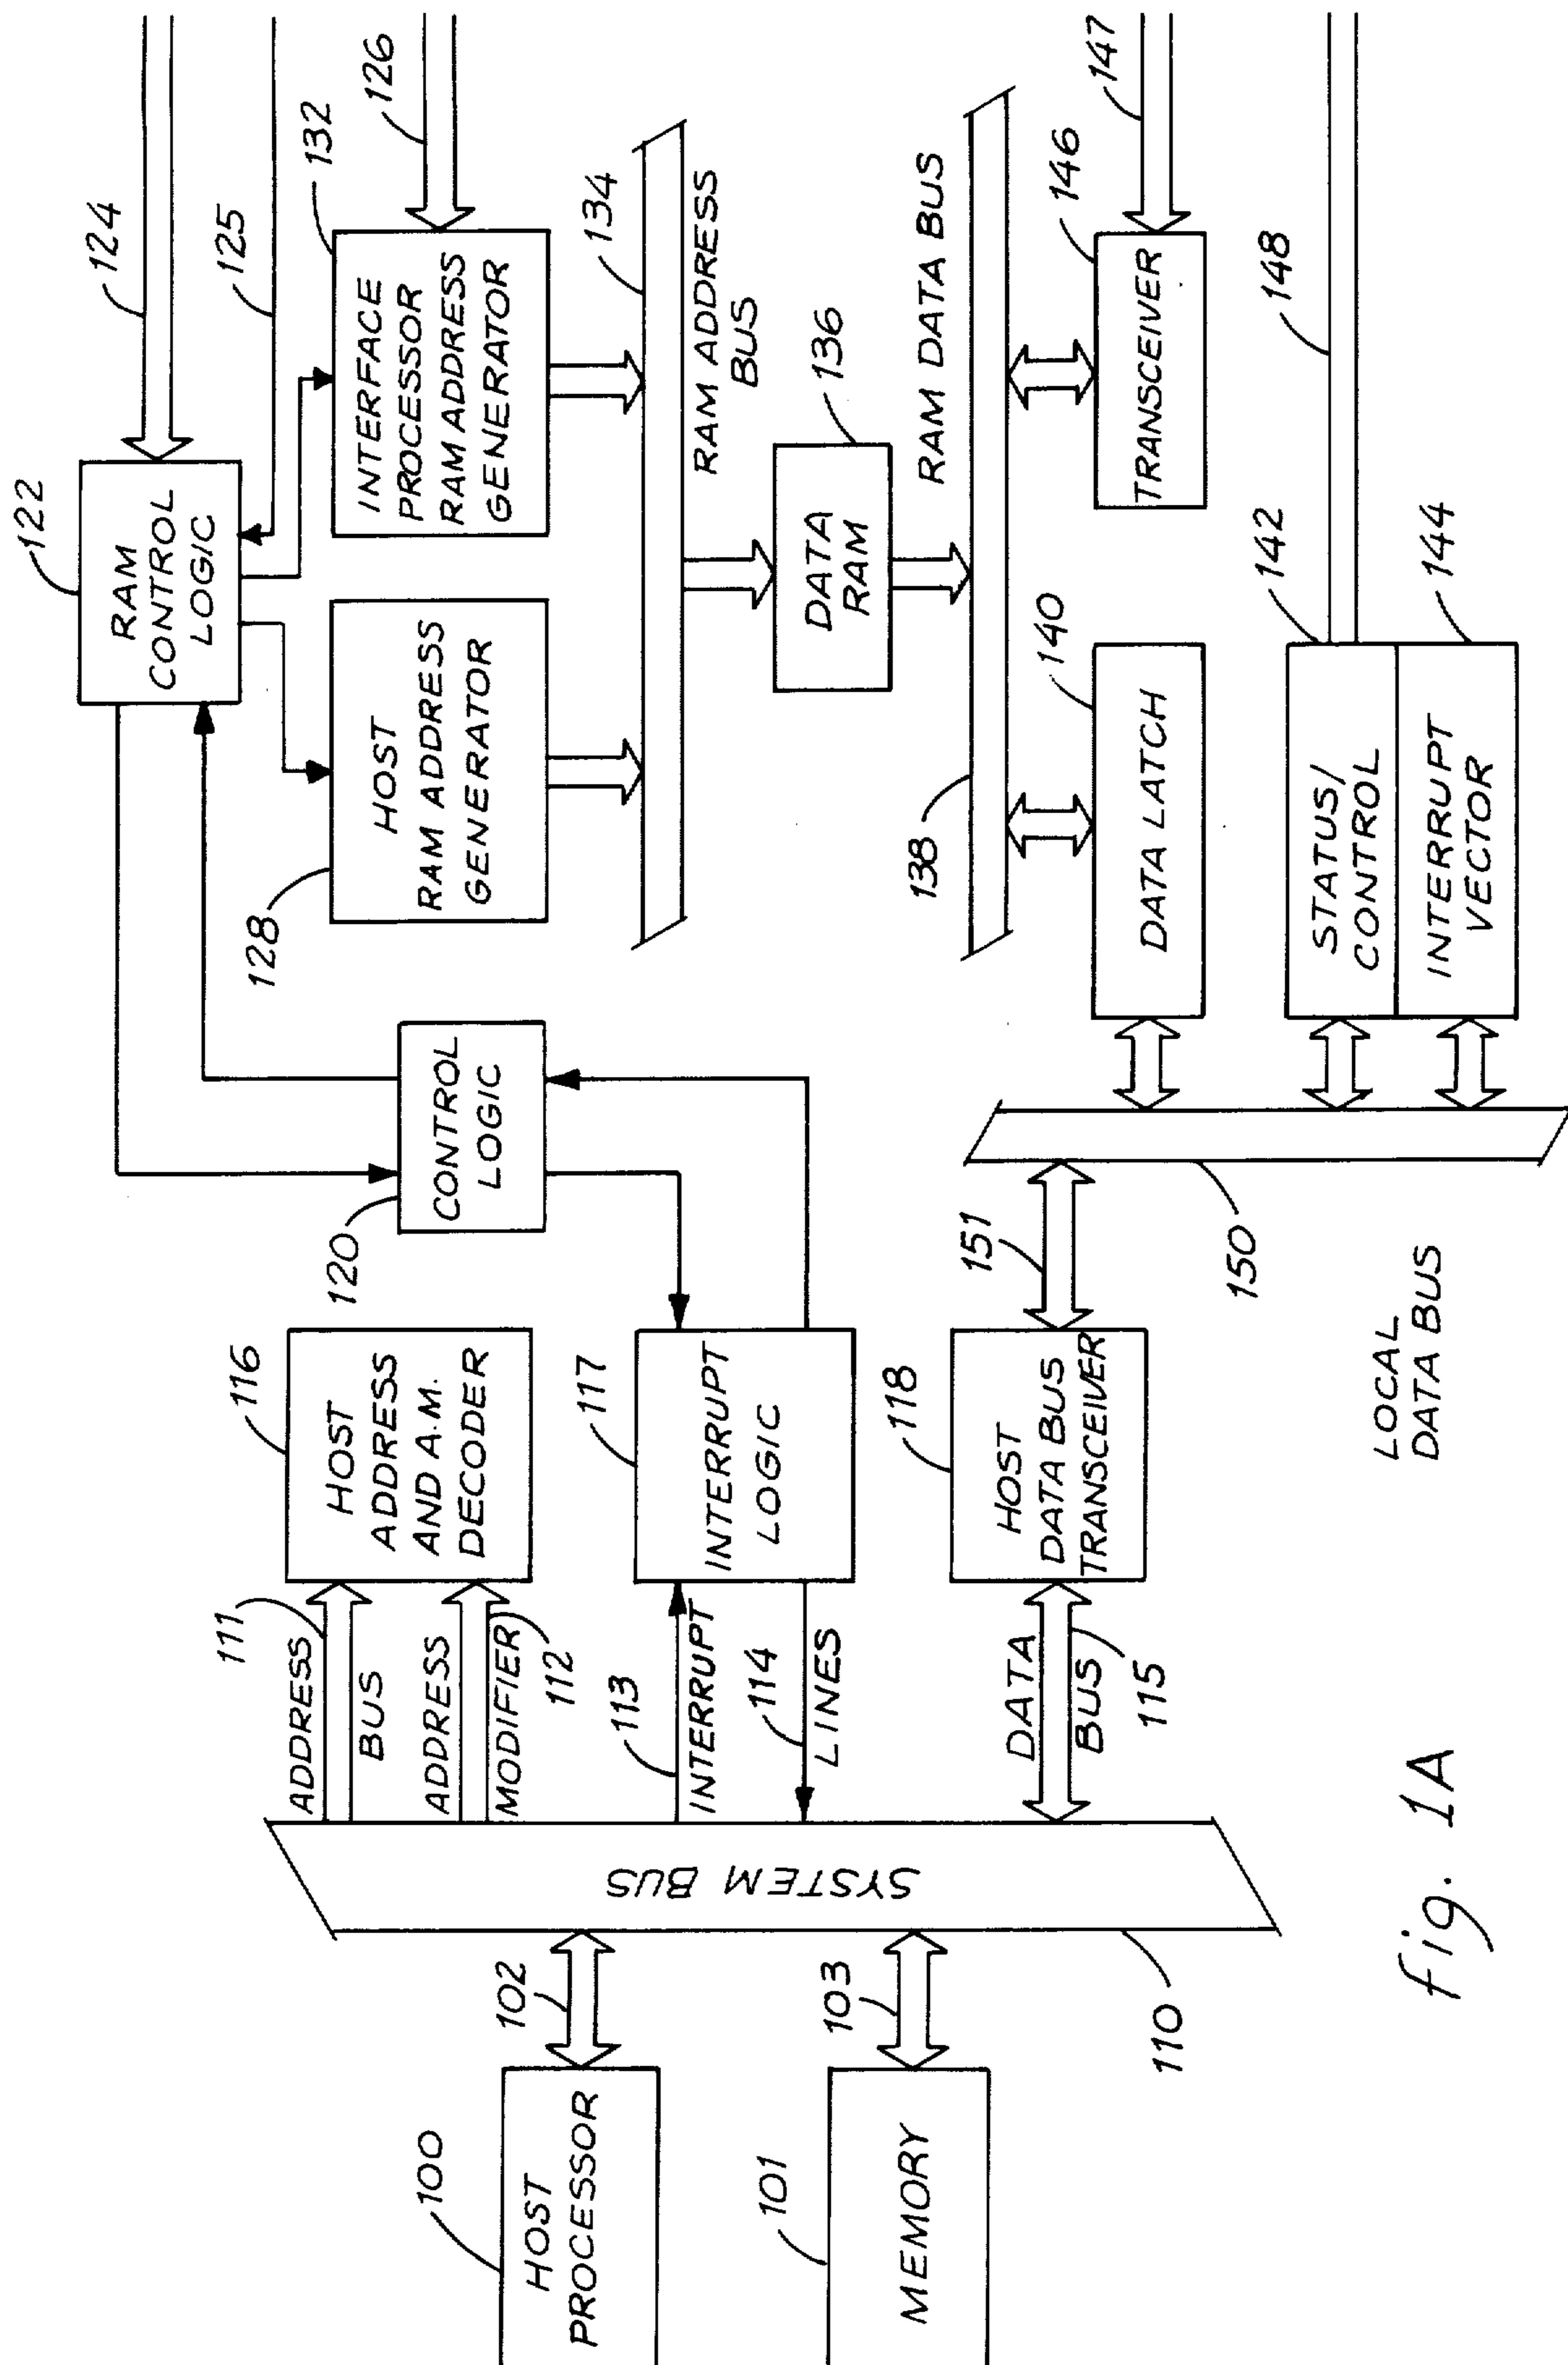 122
124
RAM
CONTROL
LOGIC
125
132
126
INTERFACE
PROCESSOR
RAM ADDRESS
GENERATOR
128
HOST
RAM ADDRESS
GENERATOR
134
RAM ADDRESS
BUS
136
DATA
RAM
RAM DATA BUS
138
140
DATA LATCH
146
147
TRANSCEIVER
142
148
STATUS/
CONTROL
144
INTERRUPT
VECTOR
120
CONTROL
LOGIC
116
HOST
ADDRESS
AND A.M.
DECODER
111
ADDRESS
BUS
ADDRESS
MODIFIER
112
117
INTERRUPT
LOGIC
113
INTERRUPT
114
LINES
118
HOST
DATA BUS
TRANSCEIVER
151
150
LOCAL
DATA BUS
DATA
BUS
115
SYSTEM BUS
110
100
HOST
PROCESSOR
102
101
MEMORY
103
fig. 1A